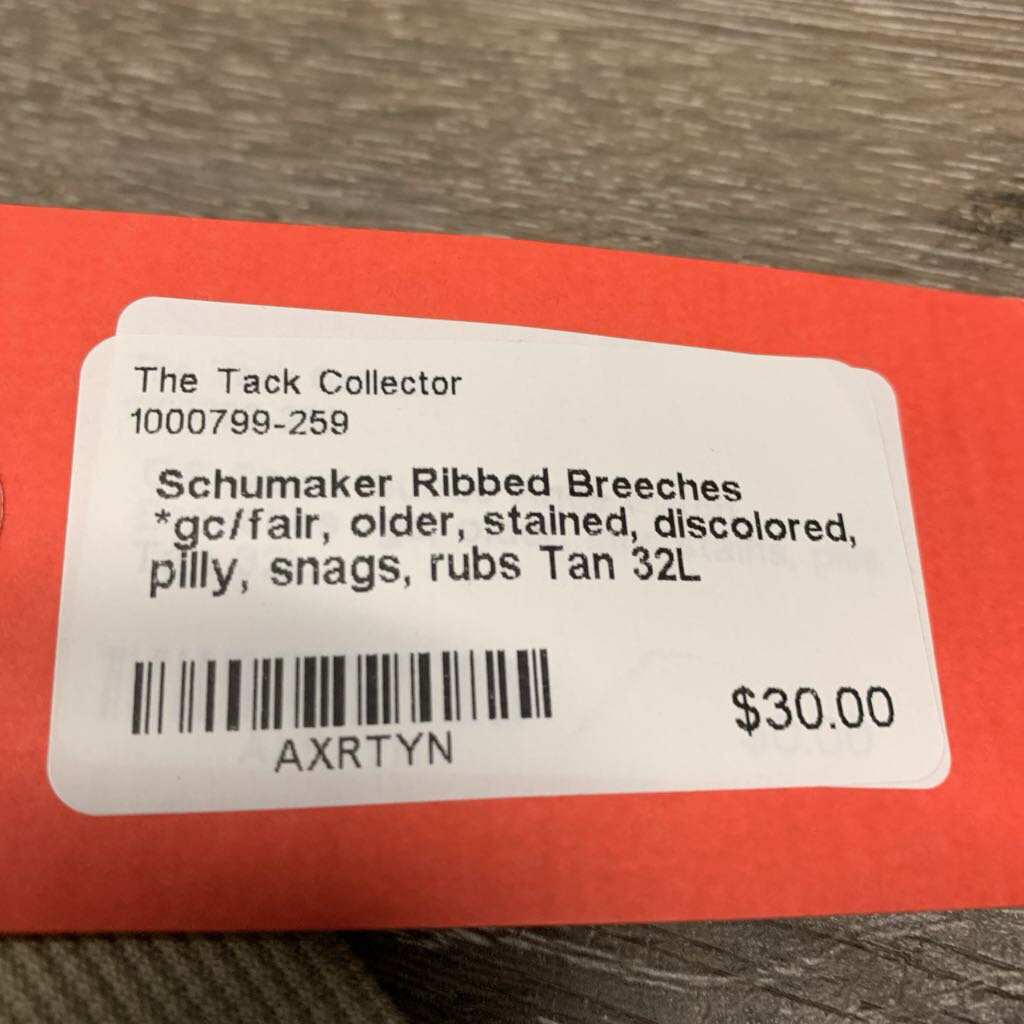 The Tack Collector
1000799-259
Schumaker Ribbed Breeches
*gc/fair, older, stained, discolored,
pilly, snags, rubs Tan 32L
AXRTYN
$30.00